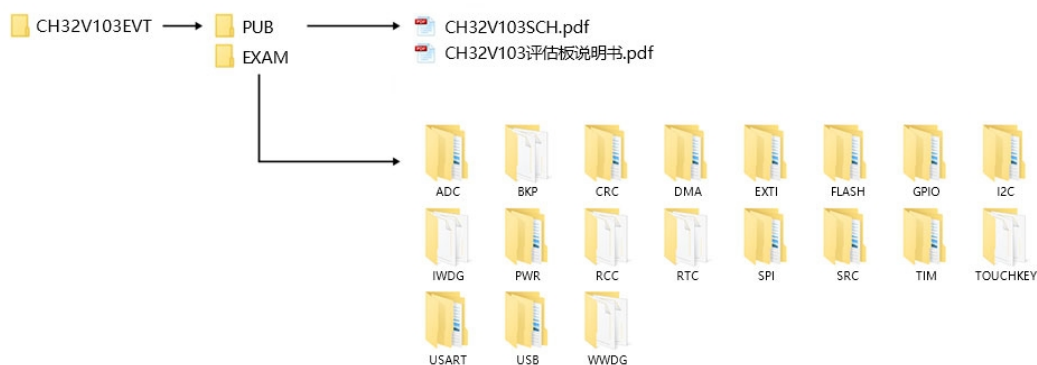 CH32V103EVT PUB CH32V103SCH.pdf
EXAM CH32V103评估板说明书.pdf
ADC BKP CRC DMA EXTI FLASH GPIO I2C
IWDG PWR RCC RTC SPI SRC TIM TOUCHKEY
USART USB WWDG